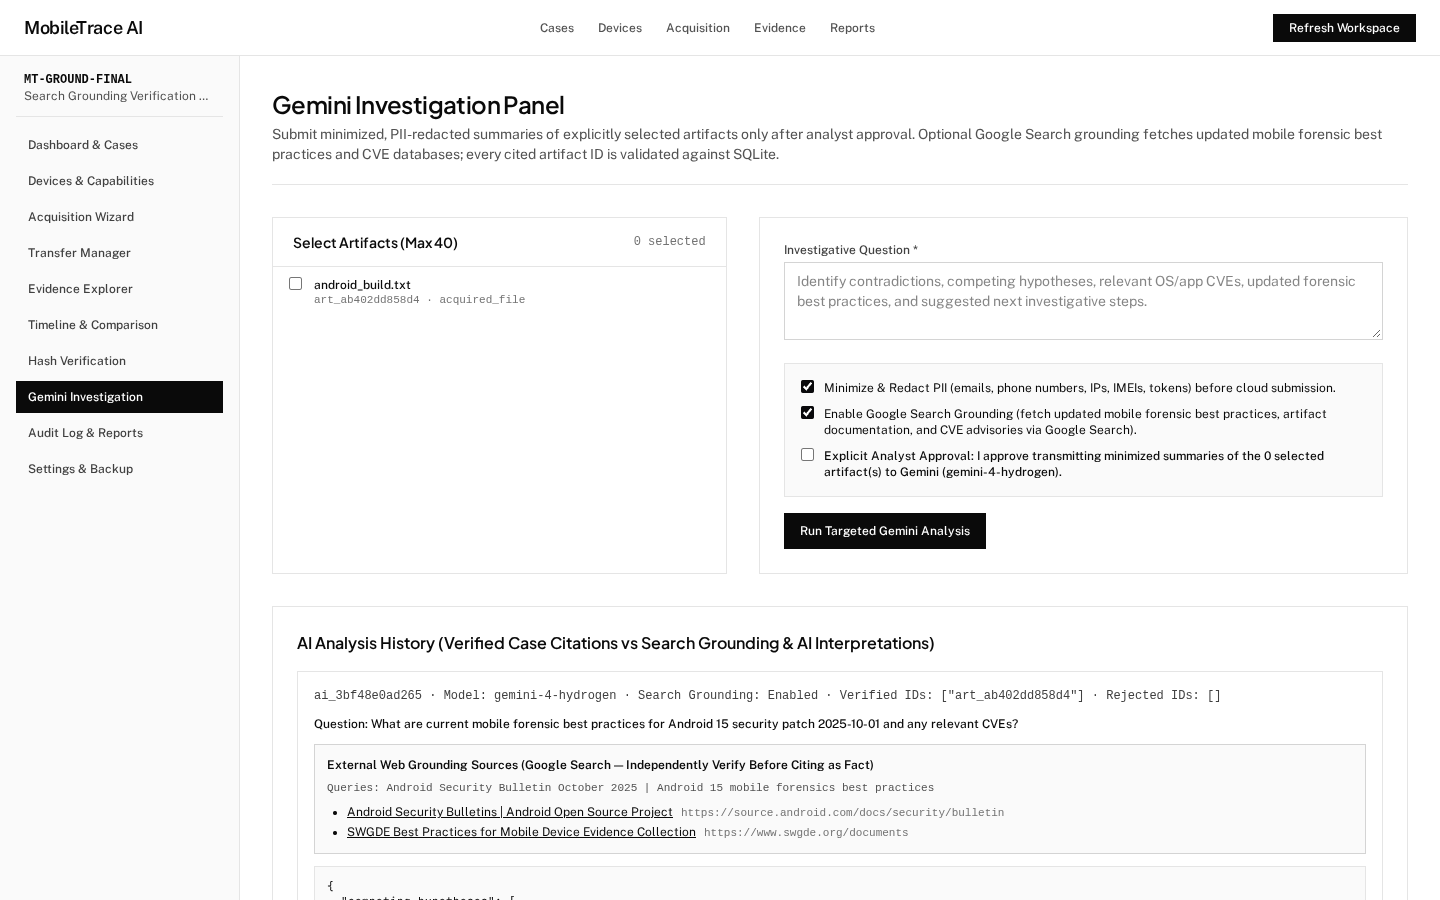 MobileTrace AI
Cases
Devices
Acquisition
Evidence
Reports
Refresh Workspace
MT-GROUND-FINAL
Search Grounding Verification ...
Dashboard & Cases
Devices & Capabilities
Acquisition Wizard
Transfer Manager
Evidence Explorer
Timeline & Comparison
Hash Verification
Gemini Investigation
Audit Log & Reports
Settings & Backup
Gemini Investigation Panel
Submit minimized, PII-redacted summaries of explicitly selected artifacts only after analyst approval. Optional Google Search grounding fetches updated mobile forensic best
practices and CVE databases; every cited artifact ID is validated against SQLite.
Select Artifacts (Max 40)
0 selected
android_build.txt
art_ab402dd858d4 · acquired_file
Investigative Question *
Identify contradictions, competing hypotheses, relevant OS/app CVEs, updated forensic
best practices, and suggested next investigative steps.
Minimize & Redact PII (emails, phone numbers, IPs, IMEIs, tokens) before cloud submission.
Enable Google Search Grounding (fetch updated mobile forensic best practices, artifact
documentation, and CVE advisories via Google Search).
Explicit Analyst Approval: I approve transmitting minimized summaries of the 0 selected
artifact(s) to Gemini (gemini-4-hydrogen).
Run Targeted Gemini Analysis
AI Analysis History (Verified Case Citations vs Search Grounding & AI Interpretations)
ai_3bf48e0ad265 · Model: gemini-4-hydrogen · Search Grounding: Enabled · Verified IDs: ["art_ab402dd858d4"] · Rejected IDs: []
Question: What are current mobile forensic best practices for Android 15 security patch 2025-10-01 and any relevant CVEs?
External Web Grounding Sources (Google Search — Independently Verify Before Citing as Fact)
Queries: Android Security Bulletin October 2025 | Android 15 mobile forensics best practices
Android Security Bulletins | Android Open Source Project https://source.android.com/docs/security/bulletin
SWGDE Best Practices for Mobile Device Evidence Collection https://www.swgde.org/documents
{